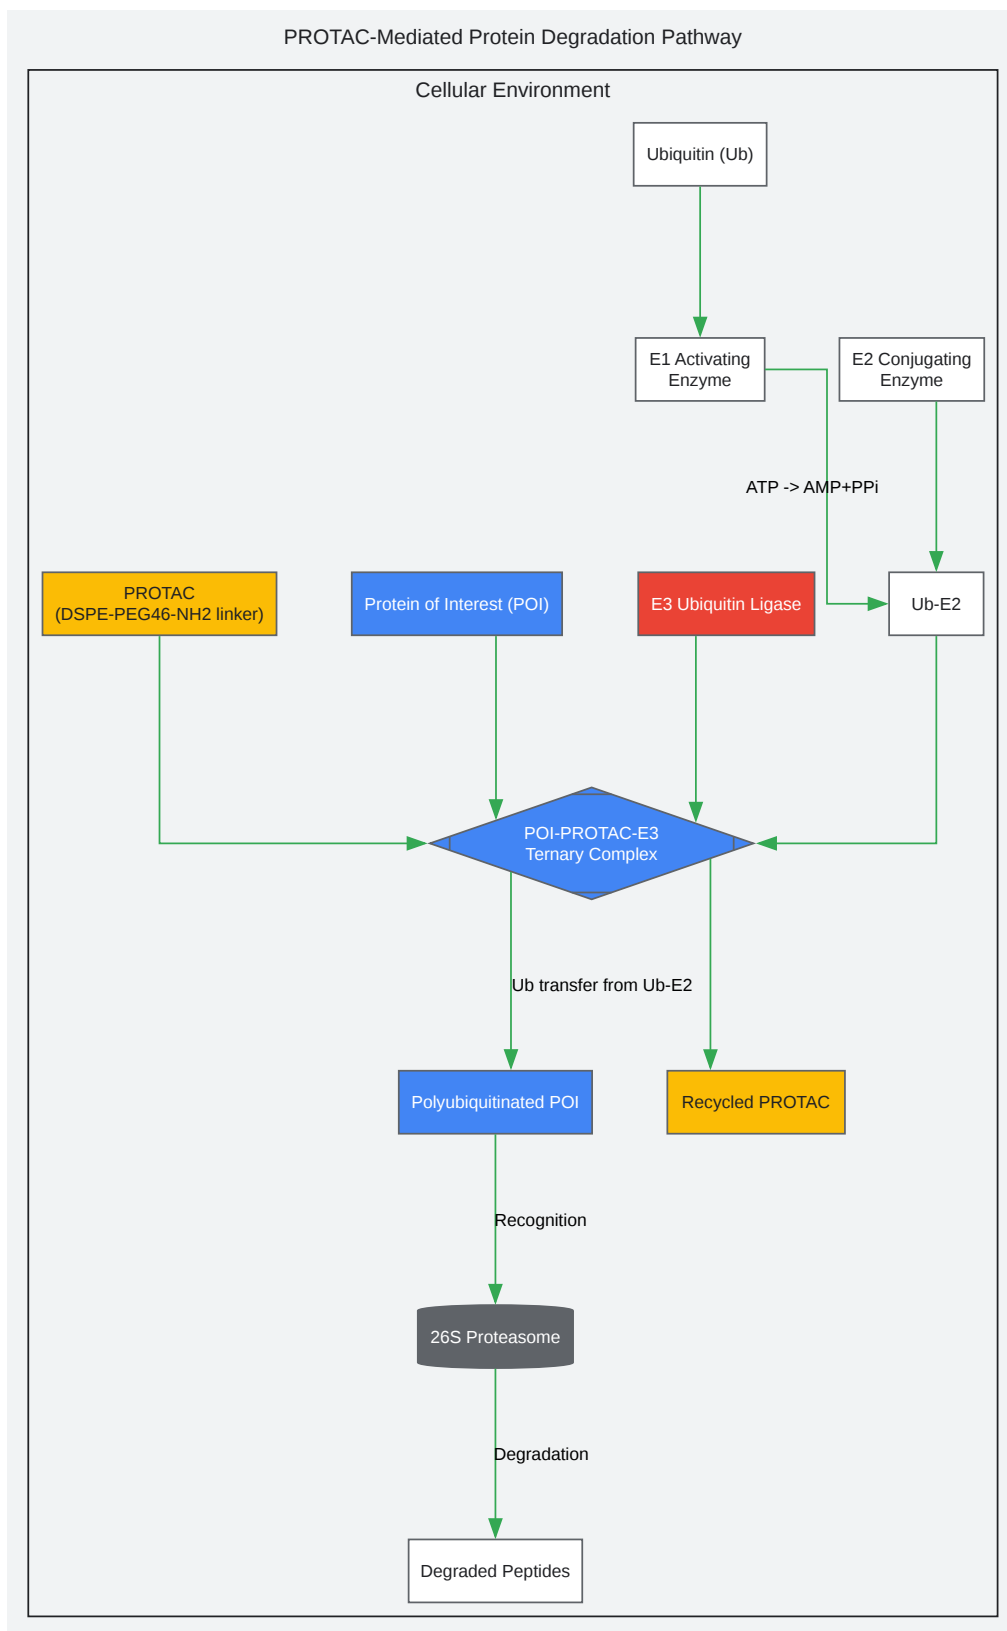 PROTAC-Mediated Protein Degradation Pathway
Cellular Environment
Ubiquitin (Ub)
E1 Activating
Enzyme
E2 Conjugating
Enzyme
ATP -> AMP+PPi
PROTAC
(DSPE-PEG46-NH2 linker)
Protein of Interest (POI)
E3 Ubiquitin Ligase
Ub-E2
POI-PROTAC-E3
Ternary Complex
Ub transfer from Ub-E2
Polyubiquitinated POI
Recycled PROTAC
Recognition
26S Proteasome
Degradation
Degraded Peptides